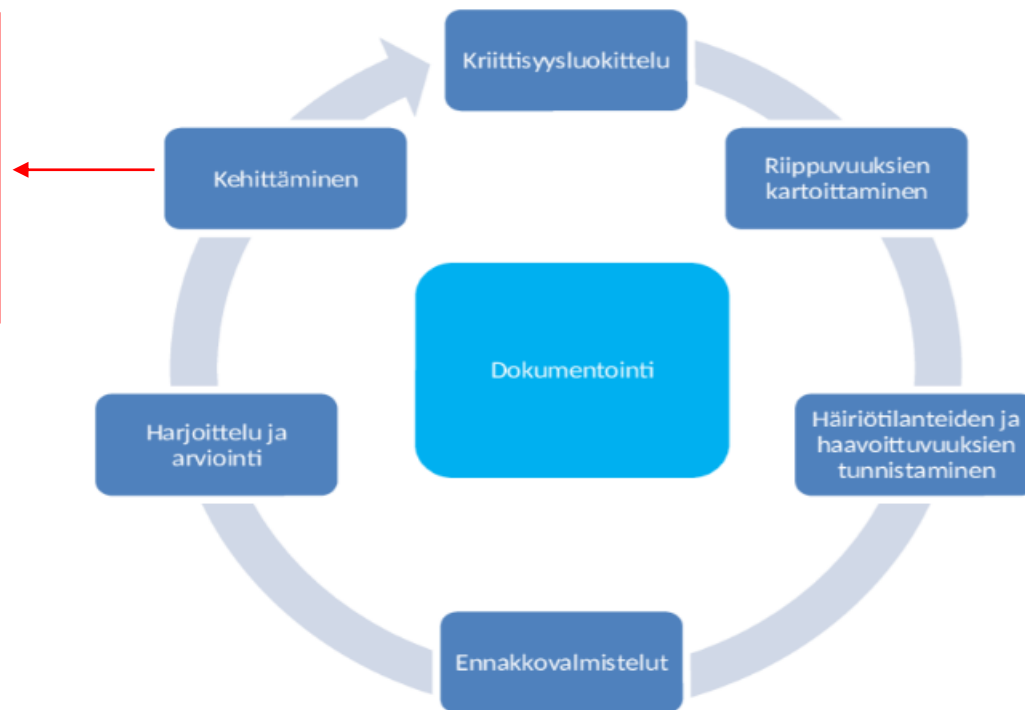 Kriittisyysluokittelu
Riippuvuuksien
kartoittaminen
Häiriötilanteiden ja
haavoittuvuuksien
tunnistaminen
Ennakkovalmistelut
Harjoittelu ja
arviointi
Kehittäminen
Dokumentointi